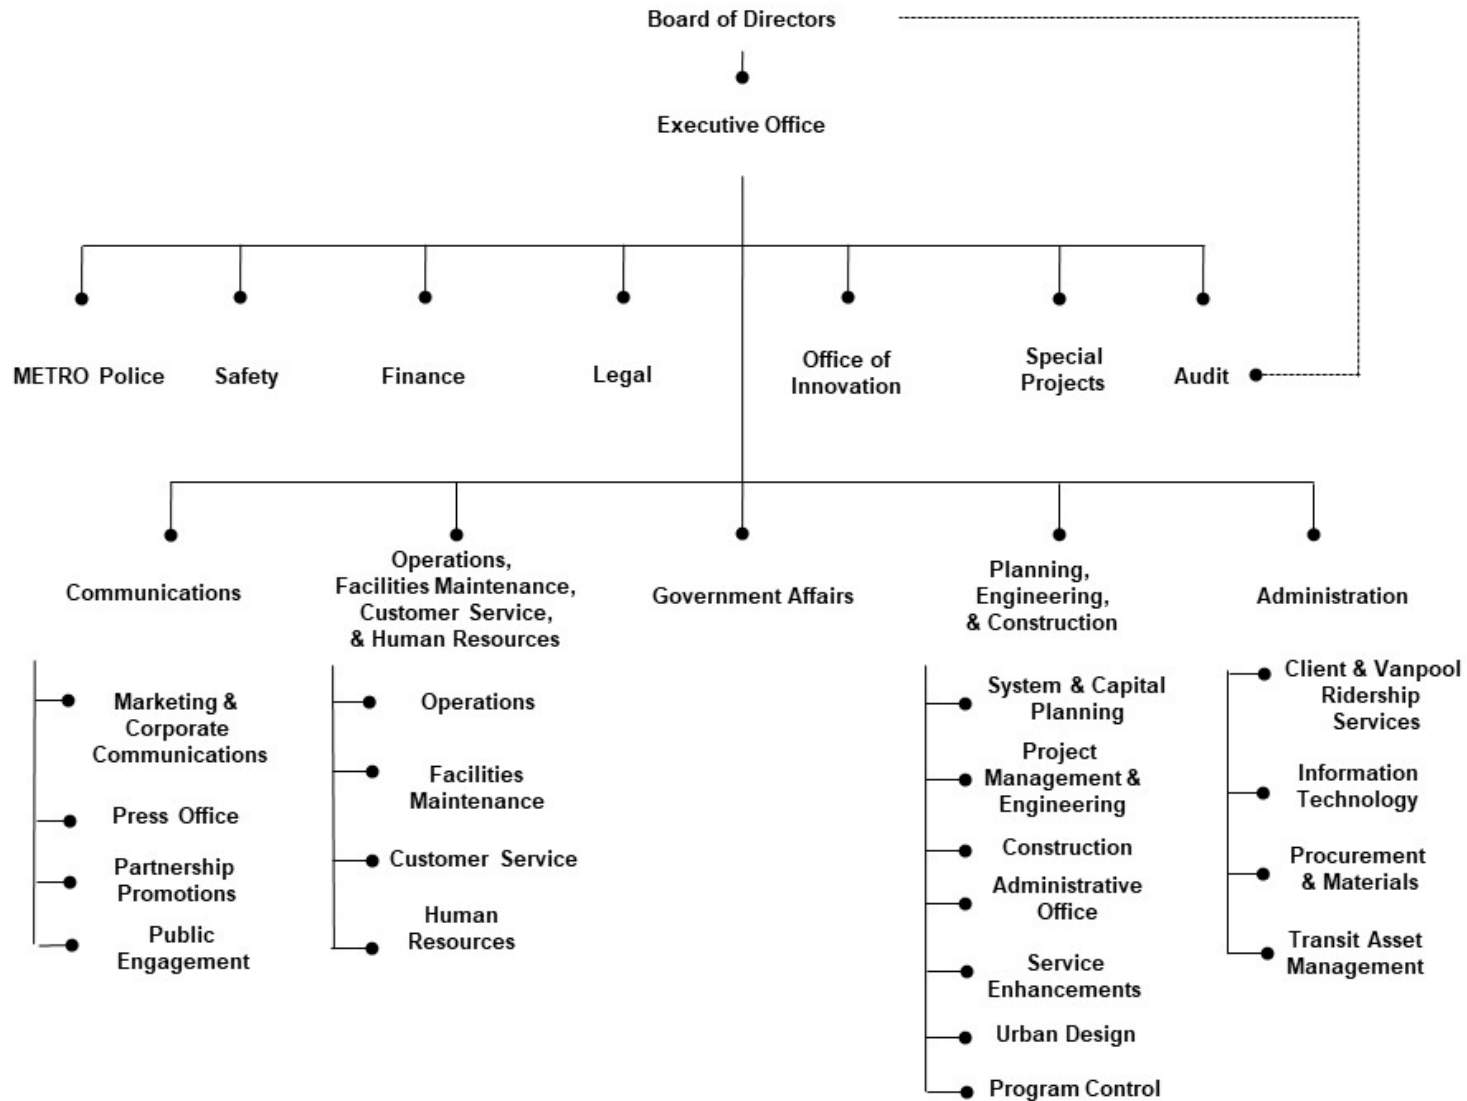 Board of Directors
Executive Office
METRO Police
Safety
Finance
Legal
Office of
Innovation
Special
Projects
Audit
Communications
Operations,
Facilities Maintenance,
Customer Service,
& Human Resources
Government Affairs
Planning,
Engineering,
& Construction
Administration
Marketing &
Corporate
Communications
Press Office
Partnership
Promotions
Public
Engagement
Operations
Facilities
Maintenance
Customer Service
Human
Resources
System & Capital
Planning
Project
Management &
Engineering
Construction
Administrative
Office
Service
Enhancements
Urban Design
Program Control
Client & Vanpool
Ridership
Services
Information
Technology
Procurement
& Materials
Transit Asset
Management